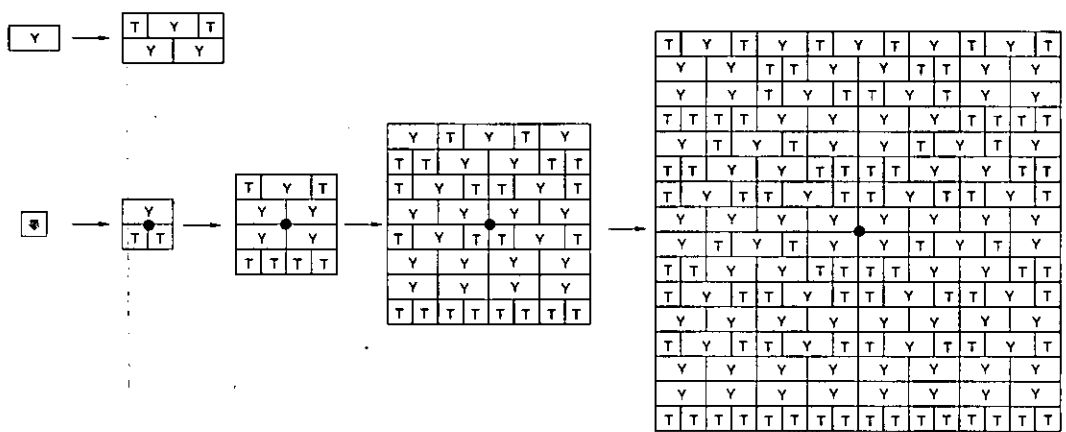 Y
T Y T
Y Y
Y
T T
T Y T
Y Y
Y Y
T T T T
Y T Y T Y
T T Y Y T T
T Y T T Y T
Y Y Y Y
T Y T T Y T
Y Y Y Y
Y Y Y Y
T T T T T T T T
T Y T Y T Y T Y T Y T
Y Y T T Y Y T T Y Y
Y Y T Y T T Y T Y Y
T T T T Y Y Y Y T T T T
Y T Y T Y Y T Y T Y
T T Y Y T T T T Y Y T T
T Y T T Y T T Y T T Y T
Y Y Y Y Y Y Y Y
Y T Y T Y Y T Y T Y
T T Y Y T T T T Y Y T T
T Y T T Y T T Y T T Y T
Y Y Y Y Y Y Y Y
T Y T T Y T T Y T T Y T
Y Y Y Y Y Y Y Y
Y Y Y Y Y Y Y Y
T T T T T T T T T T T T T T T T